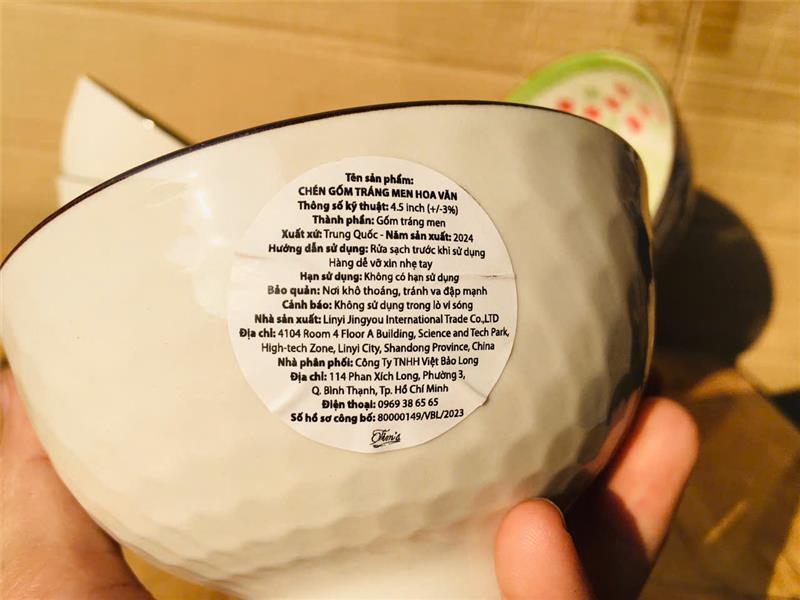 Tên sản phẩm:
CHÉN GỐM TRÁNG MEN HOA VĂN
Thông số kỹ thuật: 4.5 inch (+/-3%)
Thành phần: Gốm tráng men
Xuất xứ: Trung Quốc - Năm sản xuất: 2024
Hướng dẫn sử dụng: Rửa sạch trước khi sử dụng
Hàng dễ vỡ xin nhẹ tay
Hạn sử dụng: Không có hạn sử dụng
Bảo quản: Nơi khô thoáng, tránh va đập mạnh
Cảnh báo: Không sử dụng trong lò vi sóng
Nhà sản xuất: Linyi Jingyou International Trade Co.,LTD
Địa chỉ: 4104 Room 4 Floor A Building, Science and Tech Park,
High-tech Zone, Linyi City, Shandong Province, China
Nhà phân phối: Công Ty TNHH Việt Bảo Long
Địa chỉ: 114 Phan Xích Long, Phường 3,
Q. Bình Thạnh, Tp. Hồ Chí Minh
Điện thoại: 0969 38 65 65
Số hồ sơ công bố: 80000149/VBL/2023